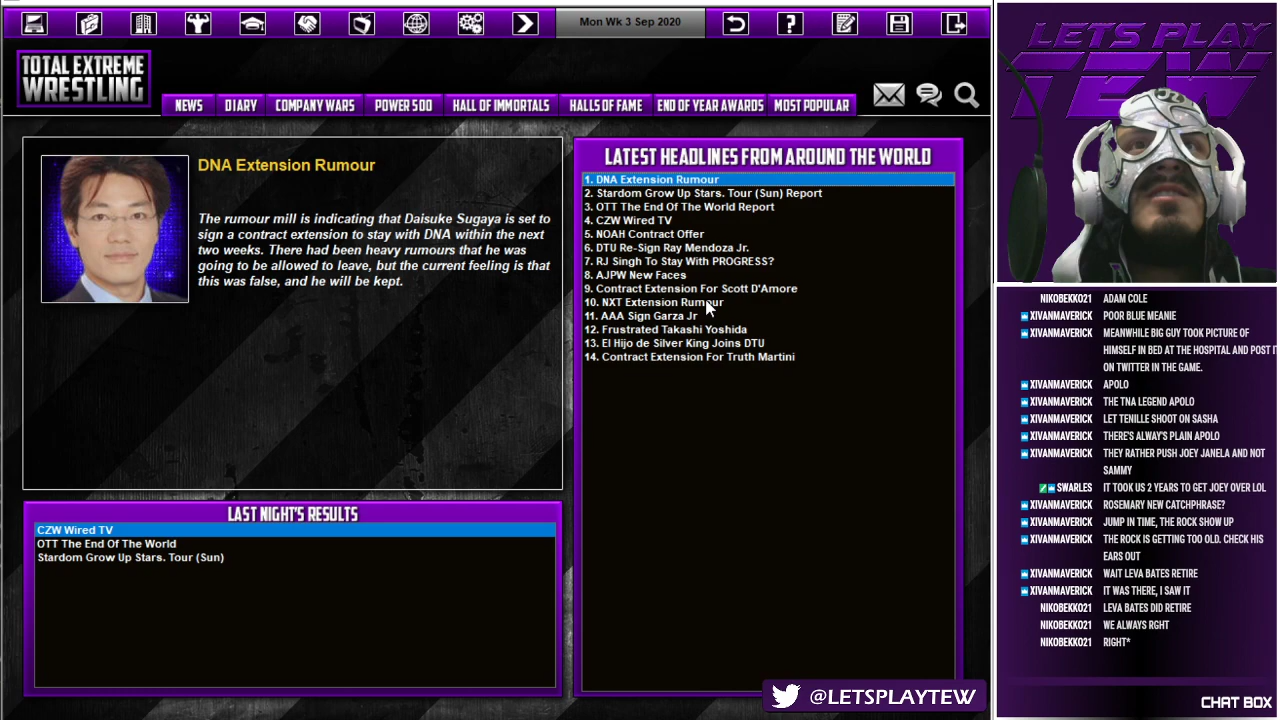 Mon Wk 3 Sep 2020
LETS PLAY
TEW
TOTAL EXTREME
WRESTLING
NEWS
DIARY
COMPANY WARS
POWER 500
HALL OF IMMORTALS
HALLS OF FAME
END OF YEAR AWARDS
MOST POPULAR
DNA Extension Rumour
The rumour mill is indicating that Daisuke Sugaya is set to
sign a contract extension to stay with DNA within the next
two weeks. There had been heavy rumours that he was
going to be allowed to leave, but the current feeling is that
this was false, and he will be kept.
LATEST HEADLINES FROM AROUND THE WORLD
1. DNA Extension Rumour
2. Stardom Grow Up Stars. Tour (Sun) Report
3. OTT The End Of The World Report
4. CZW Wired TV
5. NOAH Contract Offer
6. DTU Re-Sign Ray Mendoza Jr.
7. RJ Singh To Stay With PROGRESS?
8. AJPW New Faces
9. Contract Extension For Scott D'Amore
10. NXT Extension Rumour
11. AAA Sign Garza Jr
12. Frustrated Takashi Yoshida
13. El Hijo de Silver King Joins DTU
14. Contract Extension For Truth Martini
LAST NIGHT'S RESULTS
CZW Wired TV
OTT The End Of The World
Stardom Grow Up Stars. Tour (Sun)
NIKOBEKKO21 ADAM COLE
XIVANMAVERICK POOR BLUE MEANIE
XIVANMAVERICK MEANWHILE BIG GUY TOOK PICTURE OF
HIMSELF IN BED AT THE HOSPITAL AND POST IT
ON TWITTER IN THE GAME.
XIVANMAVERICK APOLO
XIVANMAVERICK THE TNA LEGEND APOLO
XIVANMAVERICK LET TENILLE SHOOT ON SASHA
XIVANMAVERICK THERE'S ALWAY'S PLAIN APOLO
XIVANMAVERICK THEY RATHER PUSH JOEY JANELA AND NOT
SAMMY
SWARLES IT TOOK US 2 YEARS TO GET JOEY OVER LOL
XIVANMAVERICK ROSEMARY NEW CATCHPHRASE?
XIVANMAVERICK JUMP IN TIME, THE ROCK SHOW UP
XIVANMAVERICK THE ROCK IS GETTING TOO OLD. CHECK HIS
EARS OUT
XIVANMAVERICK WAIT LEVA BATES RETIRE
XIVANMAVERICK IT WAS THERE, I SAW IT
NIKOBEKKO21 LEVA BATES DID RETIRE
NIKOBEKKO21 WE ALWAYS RGHT
NIKOBEKKO21 RIGHT*
@LETSPLAYTEW
CHAT BOX